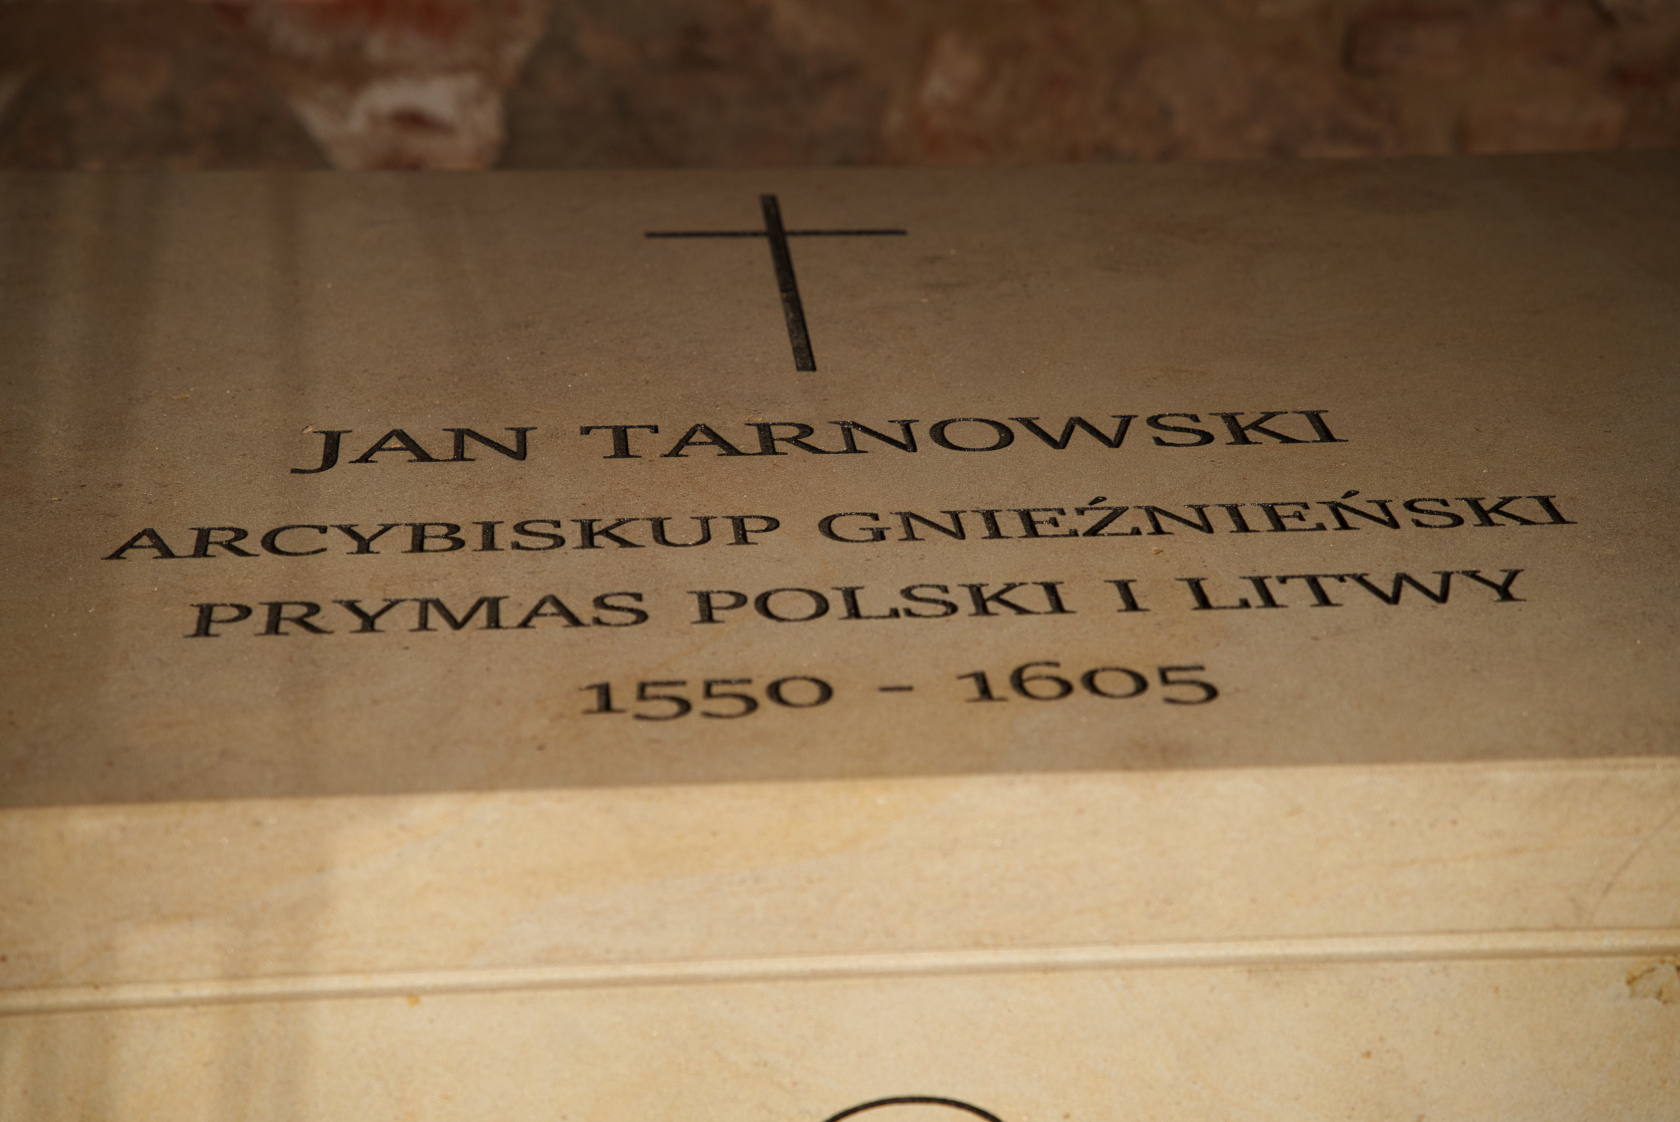 JAN TARNOWSKI
ARCYBISKUP GNIEŹNIEŃSKI
PRYMAS POLSKI I LITWY
1550 - 1605